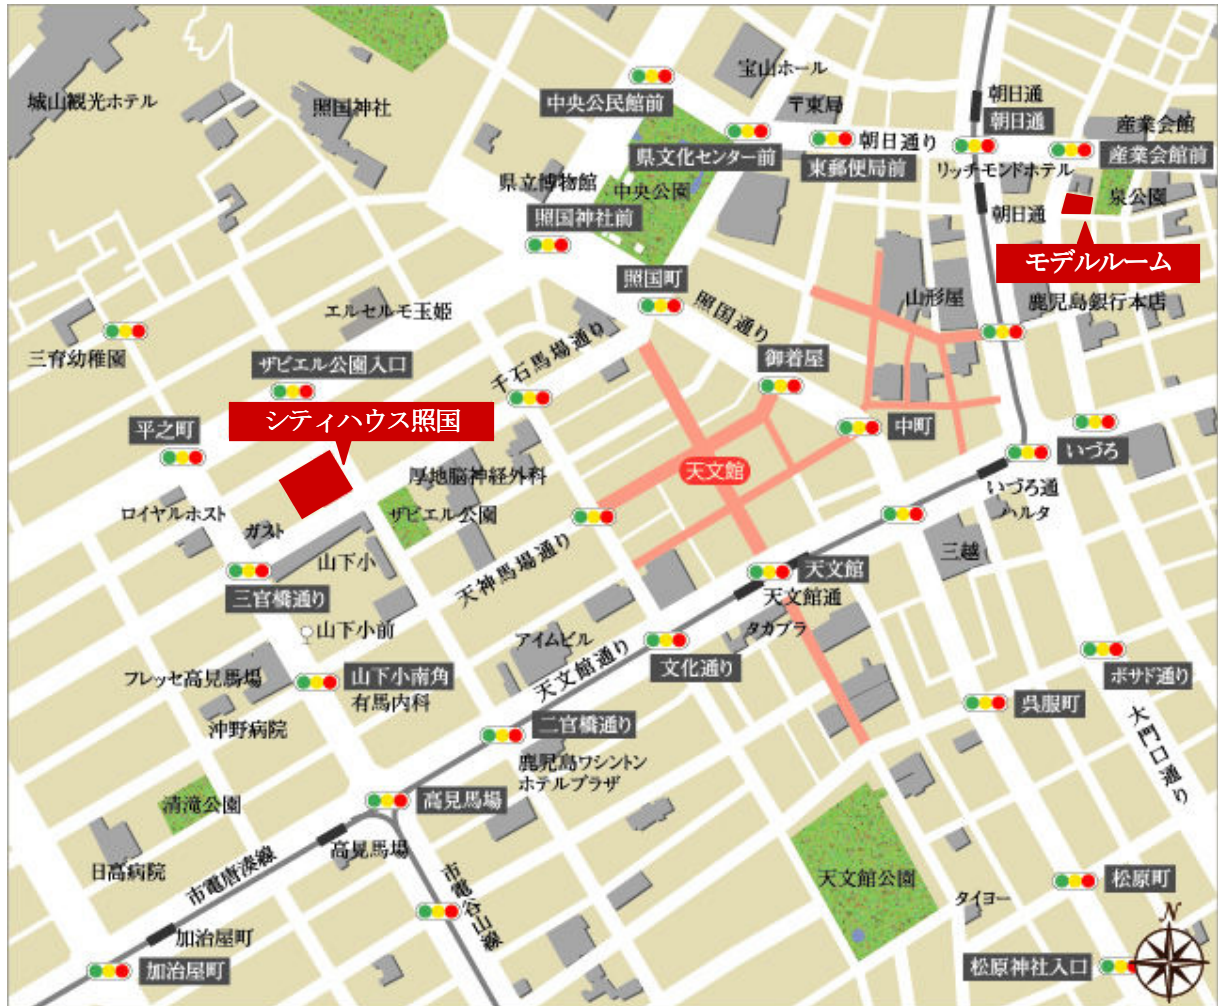 宝山ホール
城山観光ホテル
照国神社
中央公民館前
〒東局
朝日通
朝日通
産業会館
県文化センター前
朝日通り
東郵便局前
産業会館前
リッチモンドホテル
県立博物館
中央公園
泉公園
照国神社前
朝日通
モデルルーム
照国町
山形屋
鹿児島銀行本店
エルセルモ玉姫
照国通り
三育幼稚園
千石馬場通り
ザビエル公園入口
御着屋
シティハウス照国
平之町
中町
いづろ
天文館
厚地脳神経外科
いづろ通
ロイヤルホスト
ザビエル公園
ハルタ
ガスト
三越
山下小
天神馬場通り
天文館
三官橋通り
天文館通
山下小前
アイムビル
タカプラ
天文館通り
文化通り
フレッセ高見馬場
山下小南角
有馬内科
ボサド通り
呉服町
沖野病院
二官橋通り
大門口通り
鹿児島ワシントン
ホテルプラザ
清滝公園
高見馬場
高見馬場
日高病院
市電唐湊線
市電谷山線
天文館公園
松原町
タイヨー
加治屋町
加治屋町
松原神社入口
N